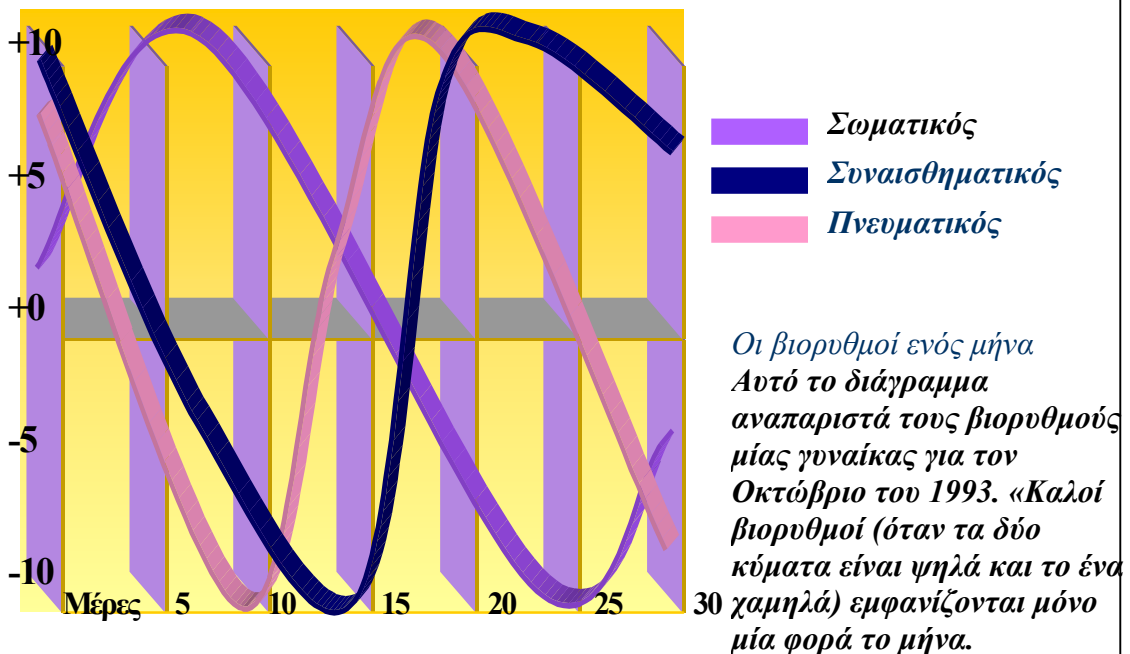 +10
+5
+0
-5
-10
Μέρες 5 10 15 20 25 30
Σωματικός
Συναισθηματικός
Πνευματικός
Οι βιορυθμοί ενός μήνα
Αυτό το διάγραμμα
αναπαριστά τους βιορυθμούς
μίας γυναίκας για τον
Οκτώβριο του 1993. «Καλοί
βιορυθμοί (όταν τα δύο
κύματα είναι ψηλά και το ένα
χαμηλά) εμφανίζονται μόνο
μία φορά το μήνα.